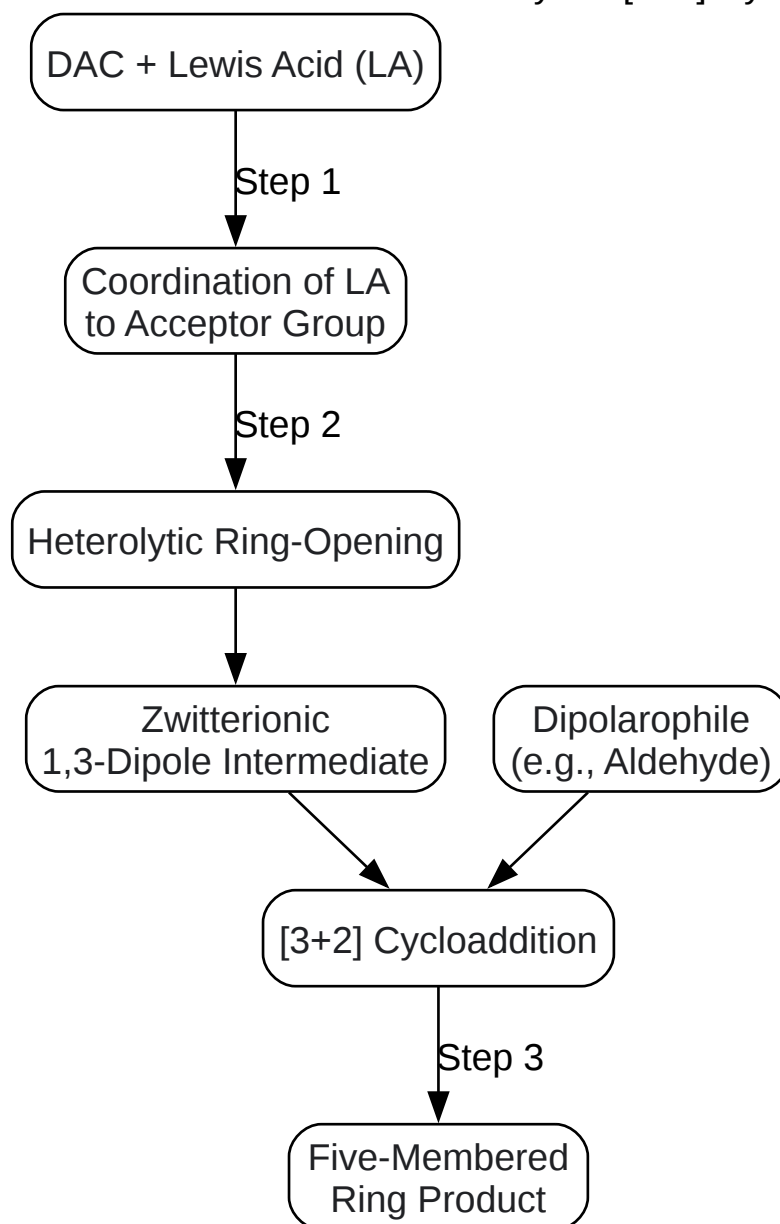 DAC + Lewis Acid (LA)
Step 1
Coordination of LA
to Acceptor Group
Step 2
Heterolytic Ring-Opening
Zwitterionic
1,3-Dipole Intermediate
Dipolarophile
(e.g., Aldehyde)
[3+2] Cycloaddition
Step 3
Five-Membered
Ring Product